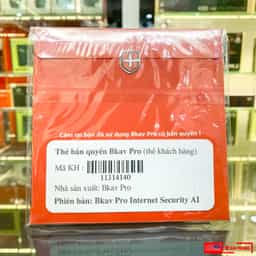 Cảm ơn bạn đã sử dụng Bkav Pro có bản quyền !
Thẻ bản quyền Bkav Pro (thẻ khách hàng)
Mã KH :
11314140
Nhà sản xuất: Bkav Pro
Phiên bản: Bkav Pro Internet Security AI